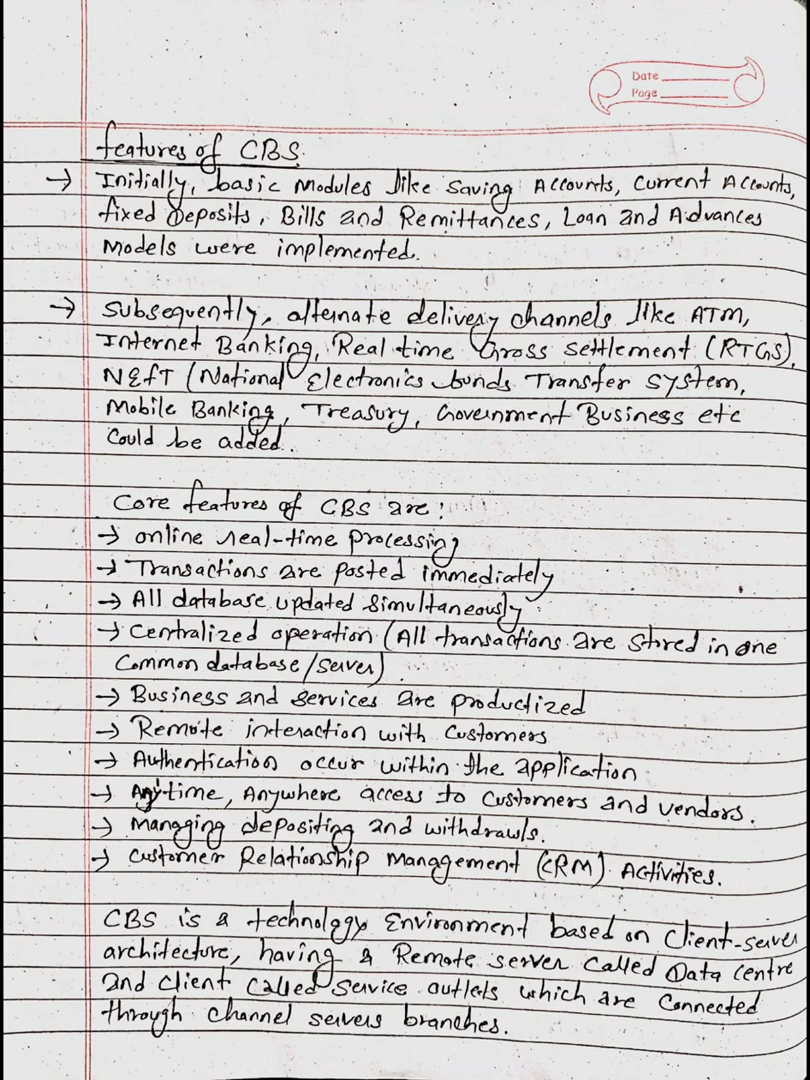 Date
Page
features of CBS
→ Initially, basic Modules like Saving Accounts, Current Accounts,
fixed Deposits, Bills and Remittances, Loan and Advances
Models were implemented.
→ Subsequently, alternate delivery channels like ATM,
Internet Banking, Real time Gross Settlement (RTGS),
NEFT (National Electronics funds Transfer System,
Mobile Banking, Treasury, Government Business etc
Could be added.
Core features of CBS are:
→ online real-time processing
→ Transactions are posted immediately
→ All database updated Simultaneously
→ Centralized operation (All transactions are stored in one
Common database/server)
→ Business and services are productized
→ Remote interaction with Customers
→ Authentication occur within the application
→ Anytime, Anywhere access to Customers and vendors.
→ Managing depositing and withdrawls.
→ Customer Relationship Management (CRM) Activities.
CBS is a technology Environment based on Client-server
architecture, having a Remote server Called Data Centre
and Client Called Service outlets which are Connected
through channel servers branches.